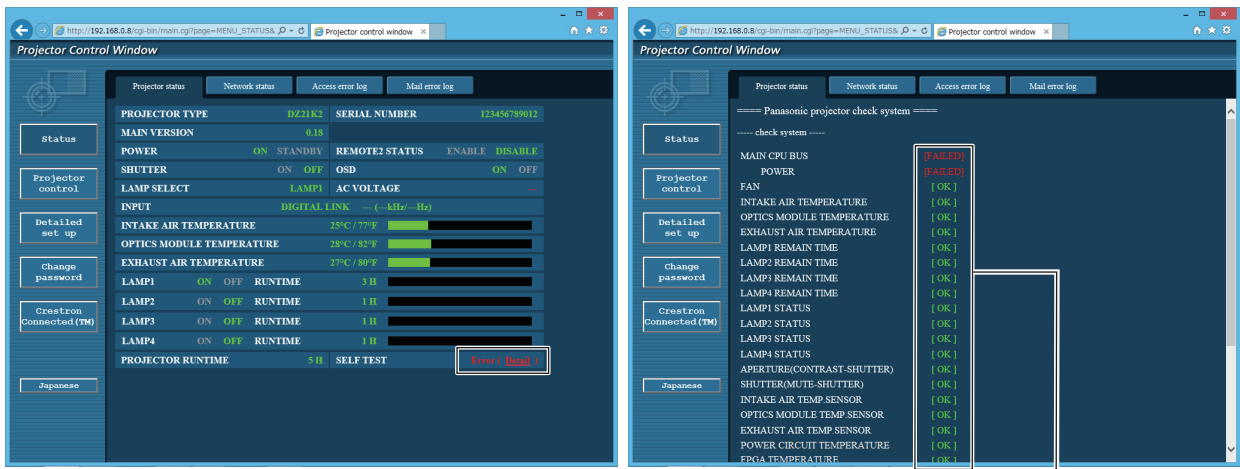 http://192.168.0.8/cgi-bin/main.cgi?page=MENU_STATUS&
Projector control window
Projector Control Window
Projector status
Network status
Access error log
Mail error log
Status
Projector control
Detailed set up
Change password
Crestron Connected(TM)
Japanese
PROJECTOR TYPE DZ21K2 SERIAL NUMBER 123456789012
MAIN VERSION 0.18
POWER ON STANDBY REMOTE2 STATUS ENABLE DISABLE
SHUTTER ON OFF OSD ON OFF
LAMP SELECT LAMP1 AC VOLTAGE ---
INPUT DIGITAL LINK --- (---kHz/---Hz)
INTAKE AIR TEMPERATURE 25°C / 77°F
OPTICS MODULE TEMPERATURE 28°C / 82°F
EXHAUST AIR TEMPERATURE 27°C / 80°F
LAMP1 ON OFF RUNTIME 3 H
LAMP2 ON OFF RUNTIME 1 H
LAMP3 ON OFF RUNTIME 1 H
LAMP4 ON OFF RUNTIME 1 H
PROJECTOR RUNTIME 5 H SELF TEST Error ( Detail )
http://192.168.0.8/cgi-bin/main.cgi?page=MENU_STATUS&
Projector control window
Projector Control Window
Projector status
Network status
Access error log
Mail error log
Status
Projector control
Detailed set up
Change password
Crestron Connected(TM)
Japanese
==== Panasonic projector check system ====
----- check system -----
MAIN CPU BUS [FAILED]
POWER [FAILED]
FAN [ OK ]
INTAKE AIR TEMPERATURE [ OK ]
OPTICS MODULE TEMPERATURE [ OK ]
EXHAUST AIR TEMPERATURE [ OK ]
LAMP1 REMAIN TIME [ OK ]
LAMP2 REMAIN TIME [ OK ]
LAMP3 REMAIN TIME [ OK ]
LAMP4 REMAIN TIME [ OK ]
LAMP1 STATUS [ OK ]
LAMP2 STATUS [ OK ]
LAMP3 STATUS [ OK ]
LAMP4 STATUS [ OK ]
APERTURE(CONTRAST-SHUTTER) [ OK ]
SHUTTER(MUTE-SHUTTER) [ OK ]
INTAKE AIR TEMP.SENSOR [ OK ]
OPTICS MODULE TEMP.SENSOR [ OK ]
EXHAUST AIR TEMP.SENSOR [ OK ]
POWER CIRCUIT TEMPERATURE [ OK ]
FPGA TEMPERATURE [ OK ]